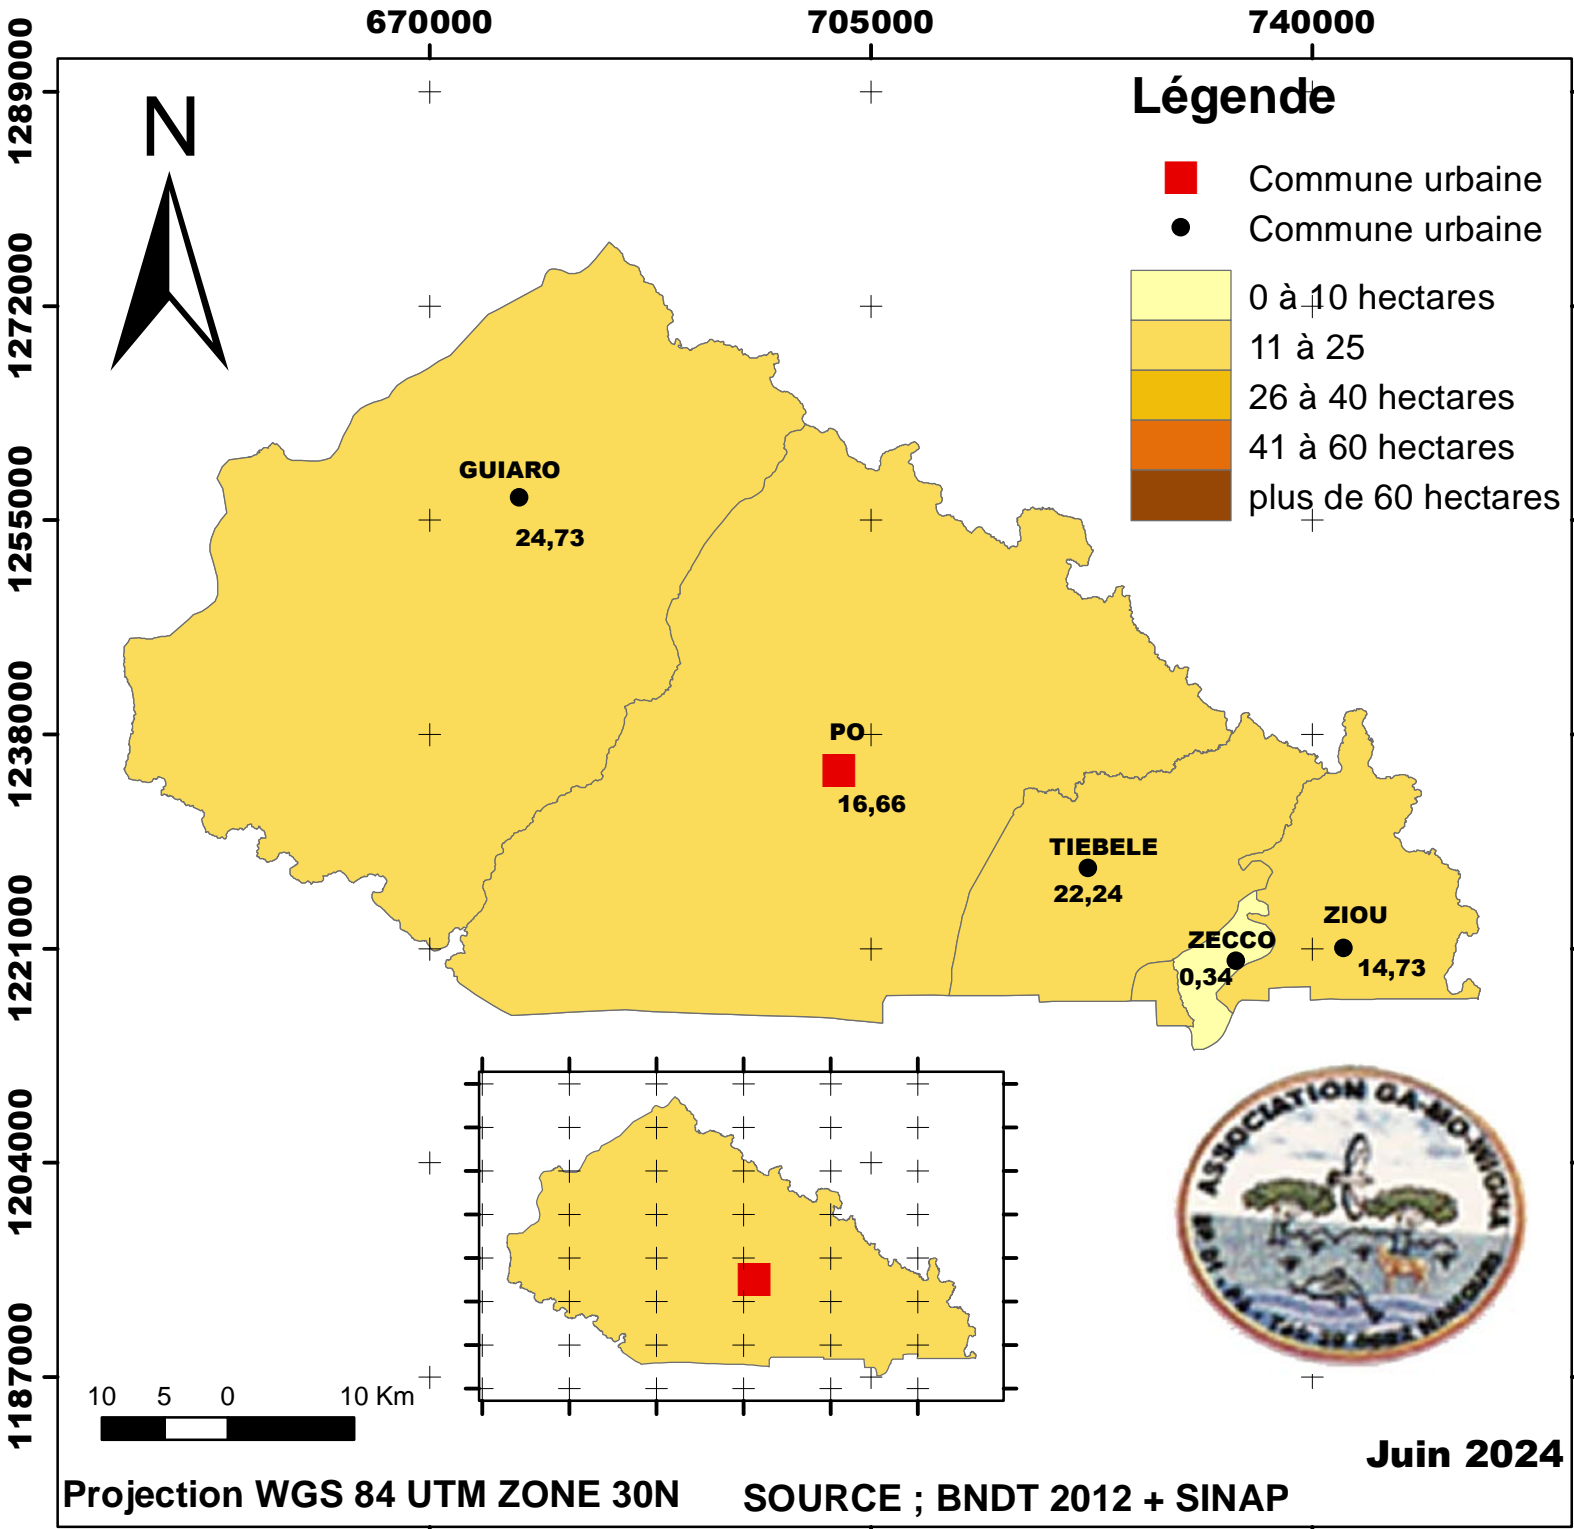 670000 705000 740000
1289000
1272000
1255000
1238000
1221000
1204000
1187000
N
Légende
Commune urbaine
Commune urbaine
0 à 10 hectares
11 à 25
26 à 40 hectares
41 à 60 hectares
plus de 60 hectares
GUIARO
24,73
PO
16,66
TIEBELE
22,24
ZECCO
0,34
ZIOU
14,73
ASSOCIATION GA-MO-WIGNA
10 5 0 10 Km
Juin 2024
Projection WGS 84 UTM ZONE 30N
SOURCE ; BNDT 2012 + SINAP